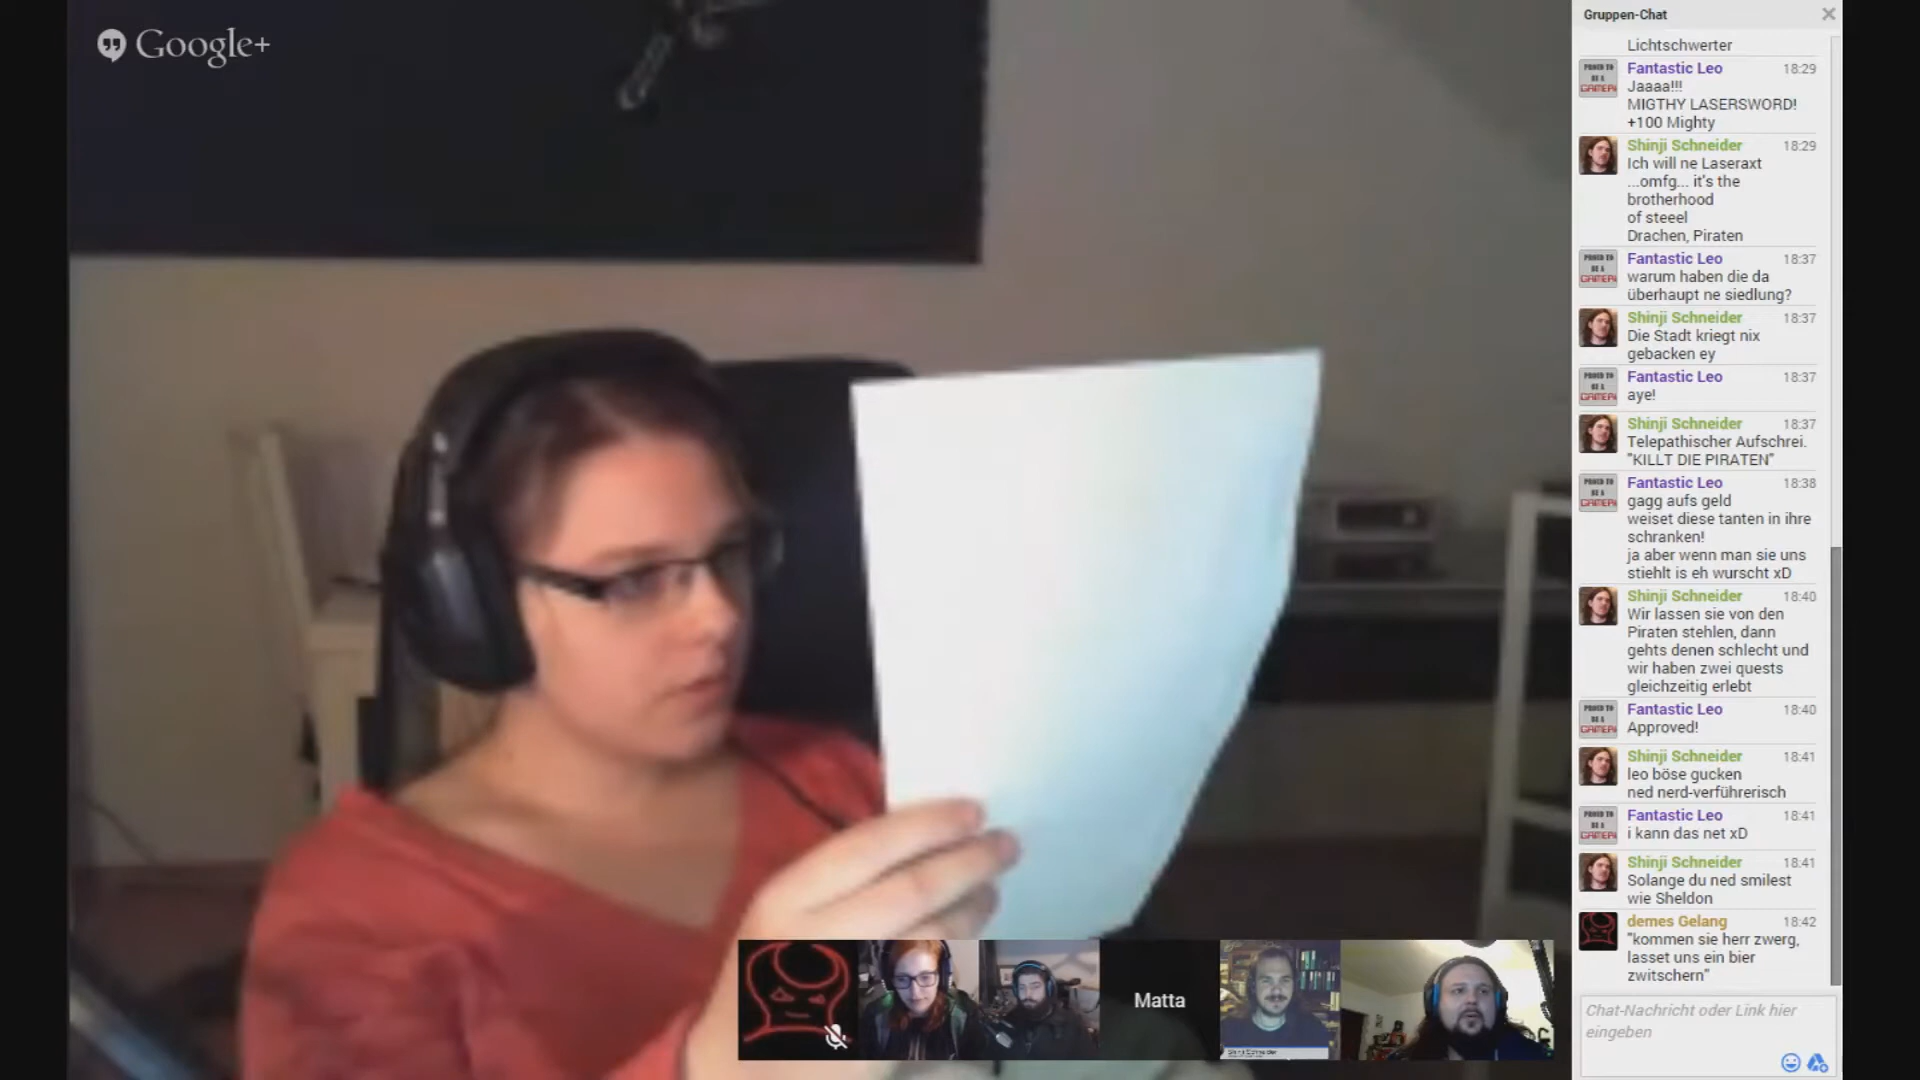 Google+
Gruppen-Chat
Lichtschwerter
Fantastic Leo 18:29
Jaaaa!!!
MIGTHY LASERSWORD!
+100 Mighty
Shinji Schneider 18:29
Ich will ne Laseraxt
...omfg... it's the
brotherhood
of steeel
Drachen, Piraten
Fantastic Leo 18:37
warum haben die da
überhaupt ne siedlung?
Shinji Schneider 18:37
Die Stadt kriegt nix
gebacken ey
Fantastic Leo 18:37
aye!
Shinji Schneider 18:37
Telepathischer Aufschrei.
"KILLT DIE PIRATEN"
Fantastic Leo 18:38
gagg aufs geld
weiset diese tanten in ihre
schranken!
ja aber wenn man sie uns
stiehlt is eh wurscht xD
Shinji Schneider 18:40
Wir lassen sie von den
Piraten stehlen, dann
gehts denen schlecht und
wir haben zwei quests
gleichzeitig erlebt
Fantastic Leo 18:40
Approved!
Shinji Schneider 18:41
leo böse gucken
ned nerd-verführerisch
Fantastic Leo 18:41
i kann das net xD
Shinji Schneider 18:41
Solange du ned smilest
wie Sheldon
demes Gelang 18:42
"kommen sie herr zwerg,
lasset uns ein bier
zwitschern"
Chat-Nachricht oder Link hier
eingeben
Matta
Shinji Schneider
PROUD TO
BE A
GAMER